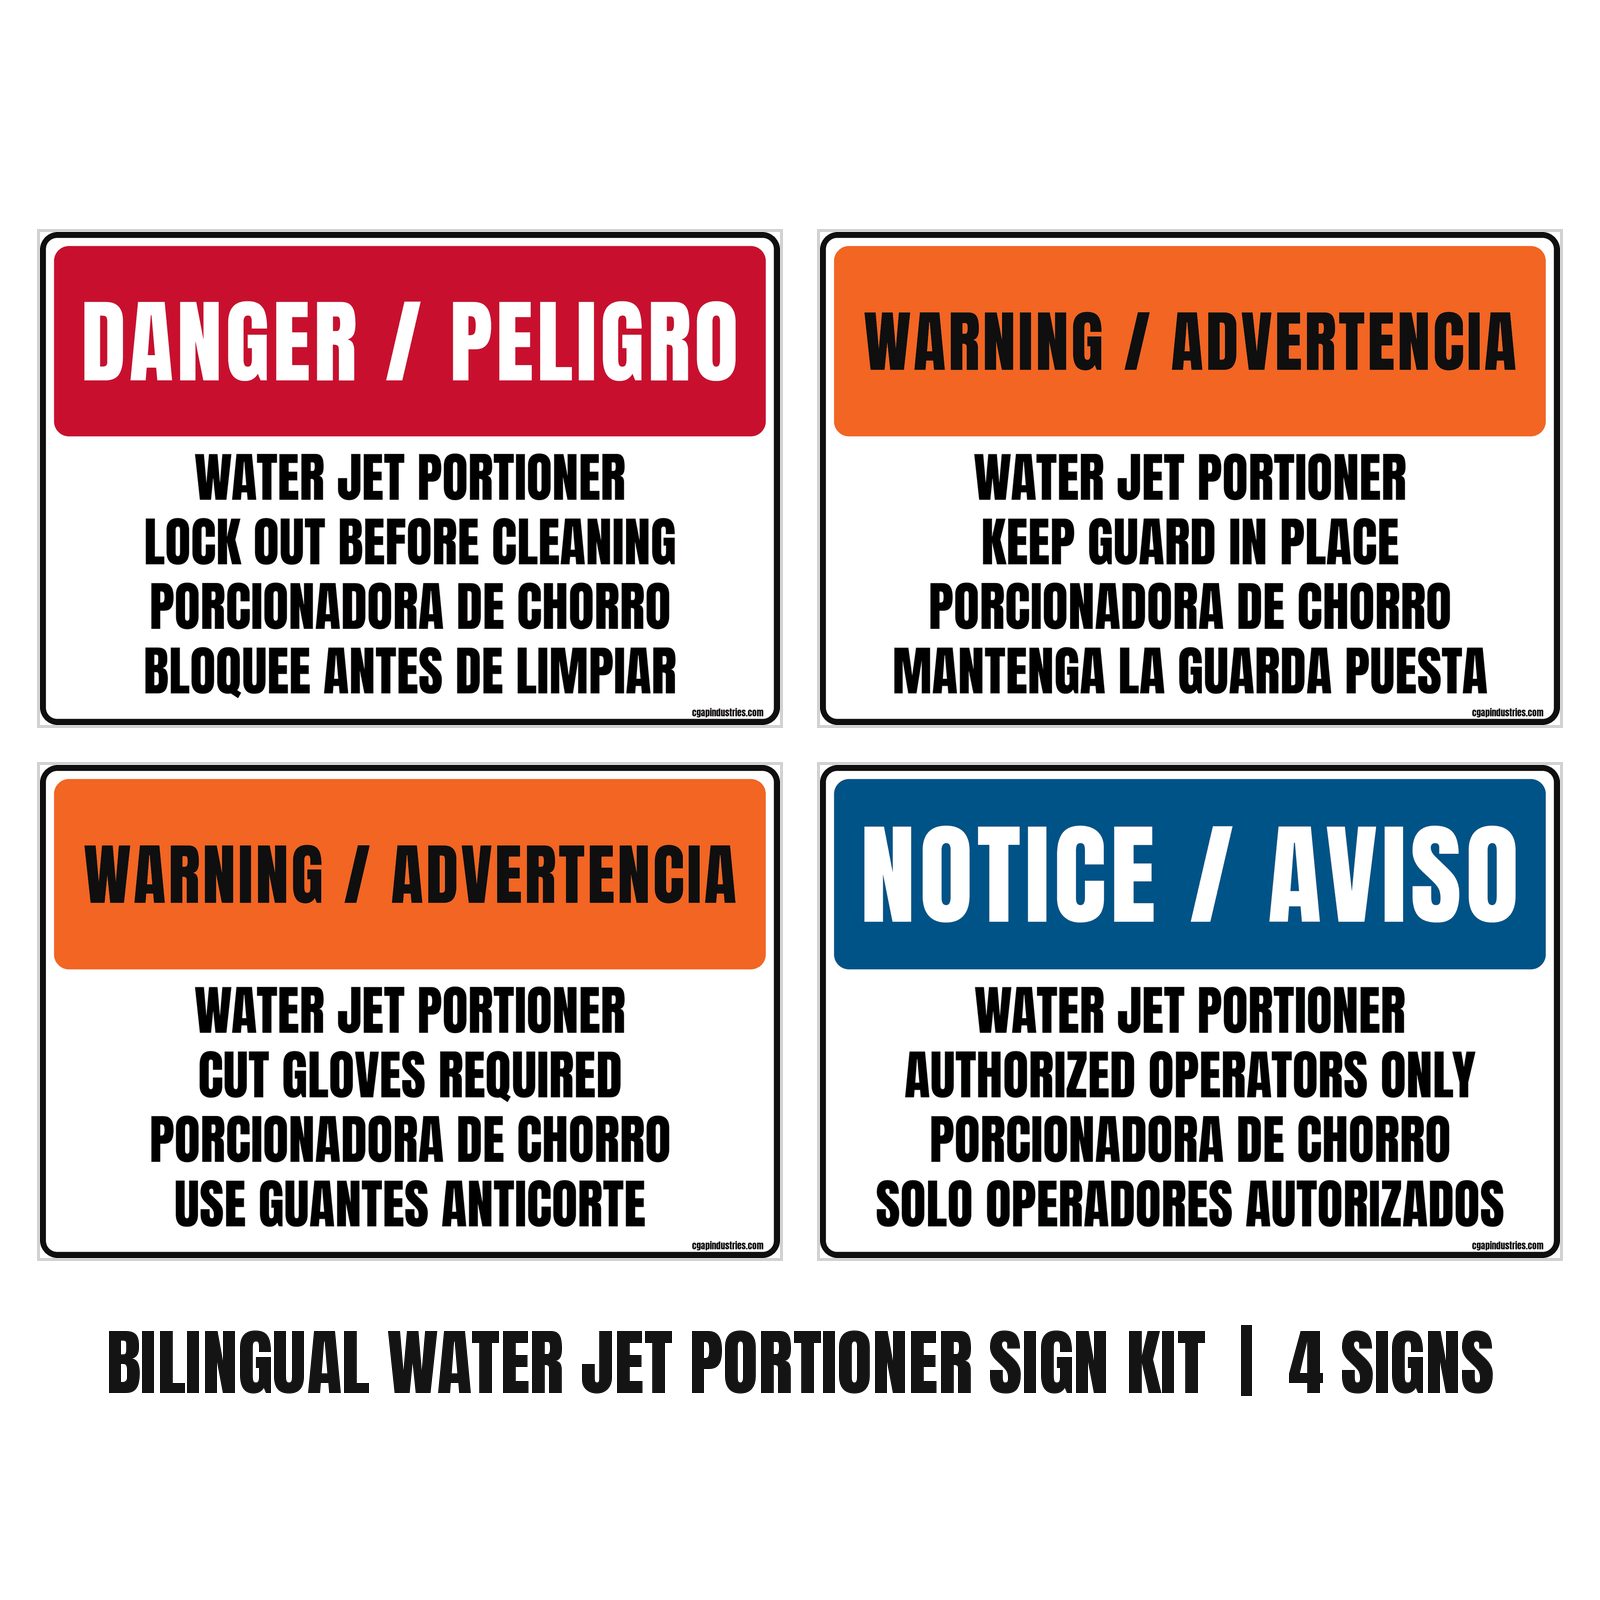 DANGER / PELIGRO
WATER JET PORTIONER
LOCK OUT BEFORE CLEANING
PORCIONADORA DE CHORRO
BLOQUEE ANTES DE LIMPIAR
cgapindustries.com
WARNING / ADVERTENCIA
WATER JET PORTIONER
KEEP GUARD IN PLACE
PORCIONADORA DE CHORRO
MANTENGA LA GUARDA PUESTA
cgapindustries.com
WARNING / ADVERTENCIA
WATER JET PORTIONER
CUT GLOVES REQUIRED
PORCIONADORA DE CHORRO
USE GUANTES ANTICORTE
cgapindustries.com
NOTICE / AVISO
WATER JET PORTIONER
AUTHORIZED OPERATORS ONLY
PORCIONADORA DE CHORRO
SOLO OPERADORES AUTORIZADOS
cgapindustries.com
BILINGUAL WATER JET PORTIONER SIGN KIT | 4 SIGNS